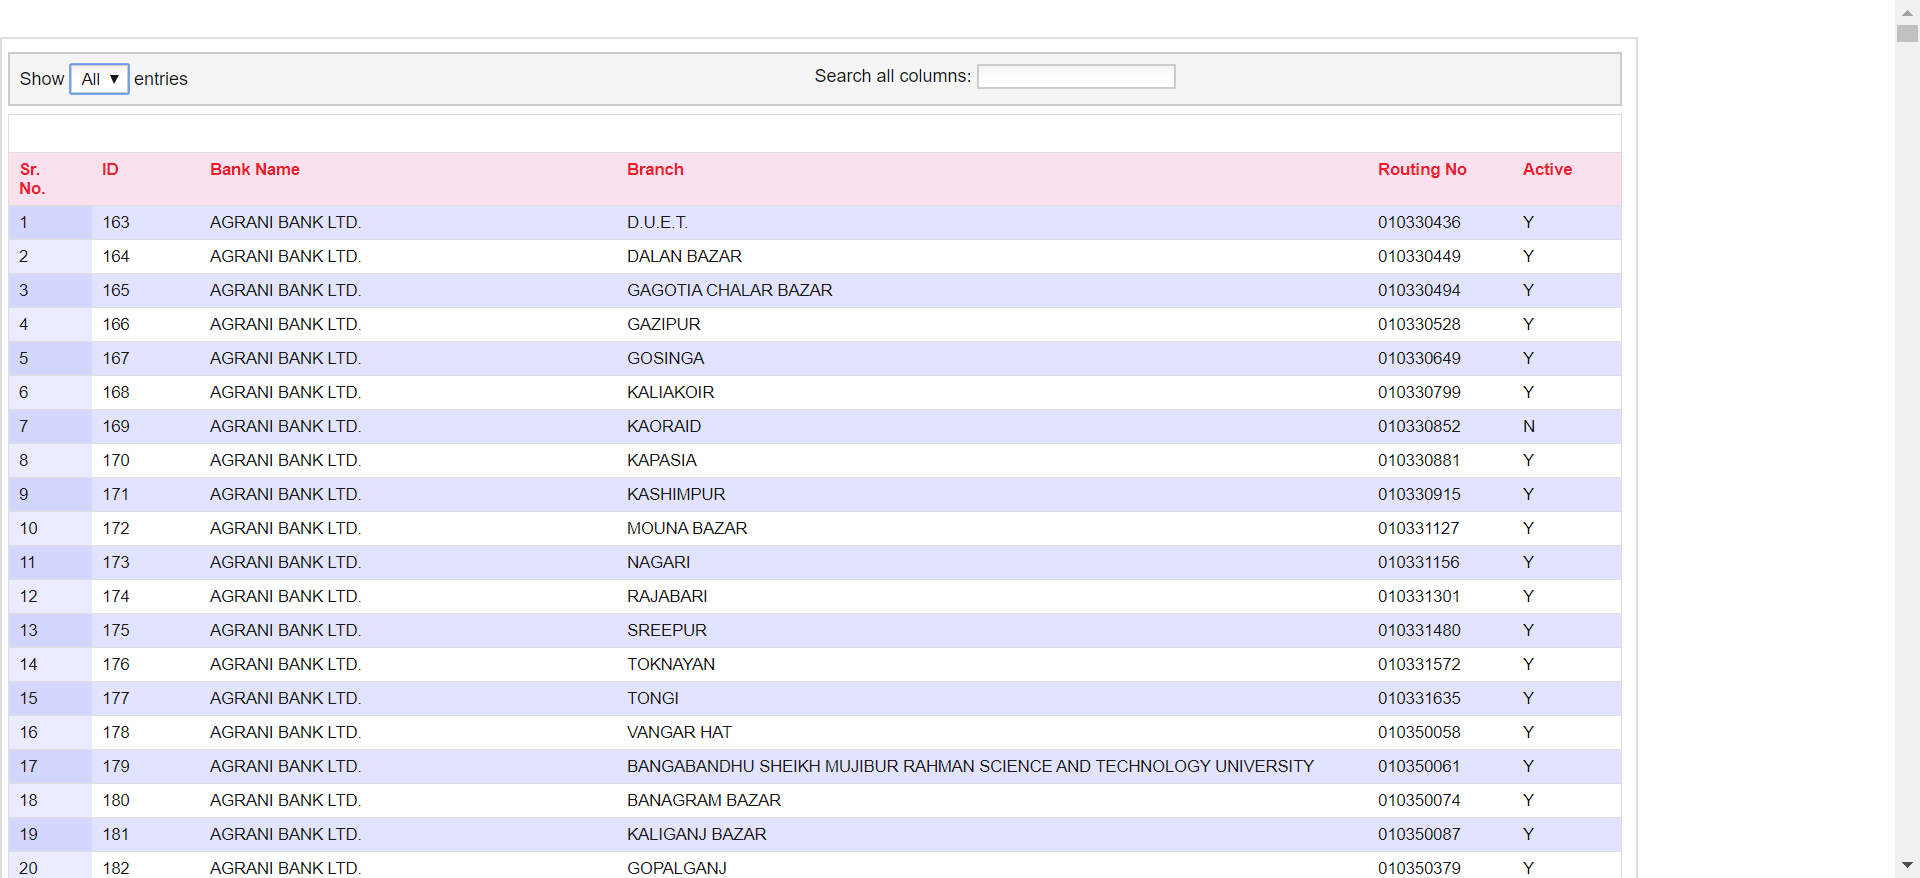 Show All ▼ entries Search all columns:
Sr. No. ID Bank Name Branch Routing No Active
1 163 AGRANI BANK LTD. D.U.E.T. 010330436 Y
2 164 AGRANI BANK LTD. DALAN BAZAR 010330449 Y
3 165 AGRANI BANK LTD. GAGOTIA CHALAR BAZAR 010330494 Y
4 166 AGRANI BANK LTD. GAZIPUR 010330528 Y
5 167 AGRANI BANK LTD. GOSINGA 010330649 Y
6 168 AGRANI BANK LTD. KALIAKOIR 010330799 Y
7 169 AGRANI BANK LTD. KAORAID 010330852 N
8 170 AGRANI BANK LTD. KAPASIA 010330881 Y
9 171 AGRANI BANK LTD. KASHIMPUR 010330915 Y
10 172 AGRANI BANK LTD. MOUNA BAZAR 010331127 Y
11 173 AGRANI BANK LTD. NAGARI 010331156 Y
12 174 AGRANI BANK LTD. RAJABARI 010331301 Y
13 175 AGRANI BANK LTD. SREEPUR 010331480 Y
14 176 AGRANI BANK LTD. TOKNAYAN 010331572 Y
15 177 AGRANI BANK LTD. TONGI 010331635 Y
16 178 AGRANI BANK LTD. VANGAR HAT 010350058 Y
17 179 AGRANI BANK LTD. BANGABANDHU SHEIKH MUJIBUR RAHMAN SCIENCE AND TECHNOLOGY UNIVERSITY 010350061 Y
18 180 AGRANI BANK LTD. BANAGRAM BAZAR 010350074 Y
19 181 AGRANI BANK LTD. KALIGANJ BAZAR 010350087 Y
20 182 AGRANI BANK LTD. GOPALGANJ 010350379 Y